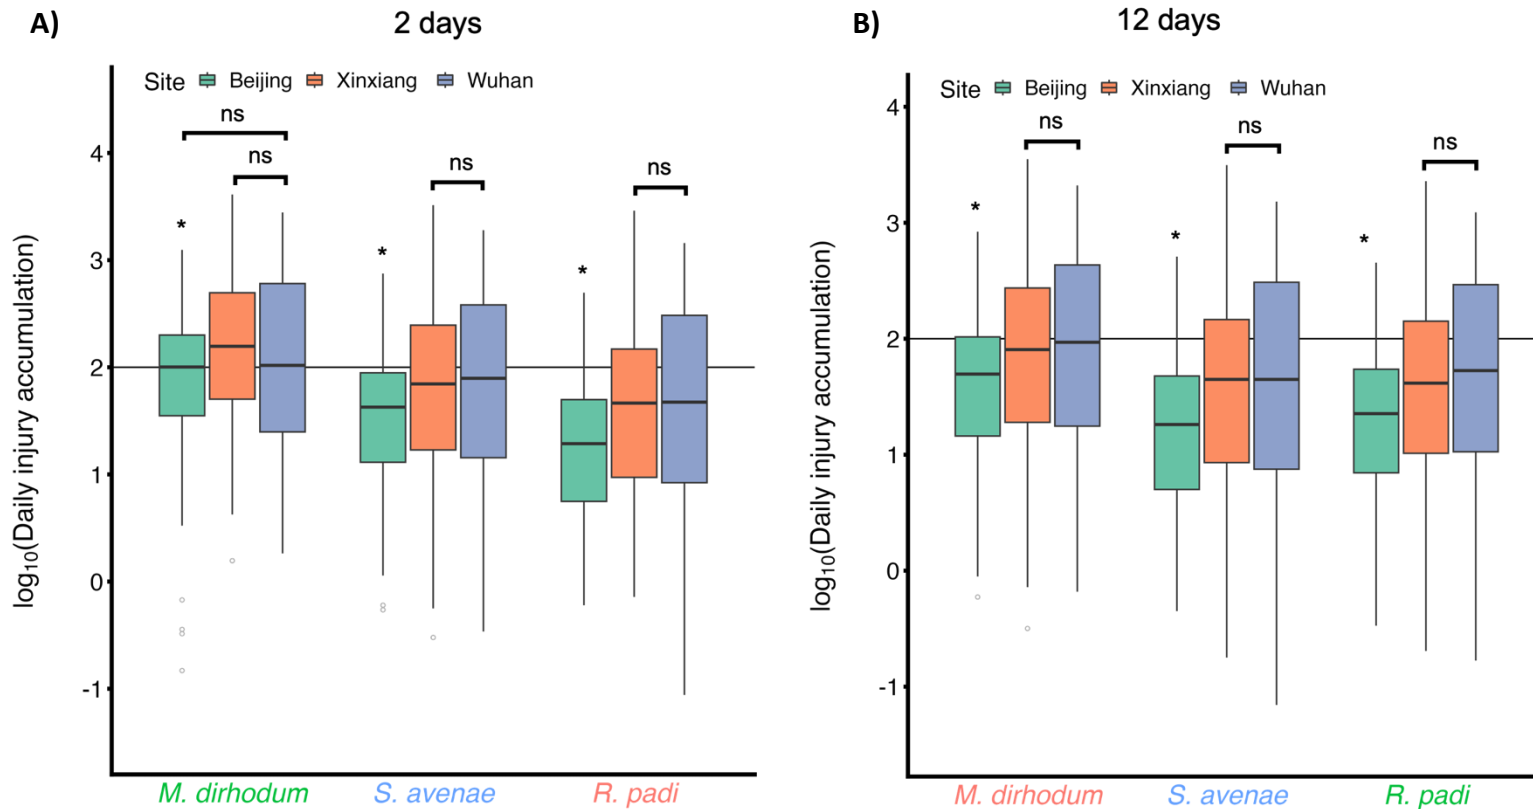 A)
2 days
Site Beijing Xinxiang Wuhan
ns
ns
ns
ns
*
*
*
log10(Daily injury accumulation)
4
3
2
1
0
-1
M. dirhodum S. avenae R. padi
B)
12 days
Site Beijing Xinxiang Wuhan
ns
ns
ns
*
*
*
log10(Daily injury accumulation)
4
3
2
1
0
-1
M. dirhodum S. avenae R. padi